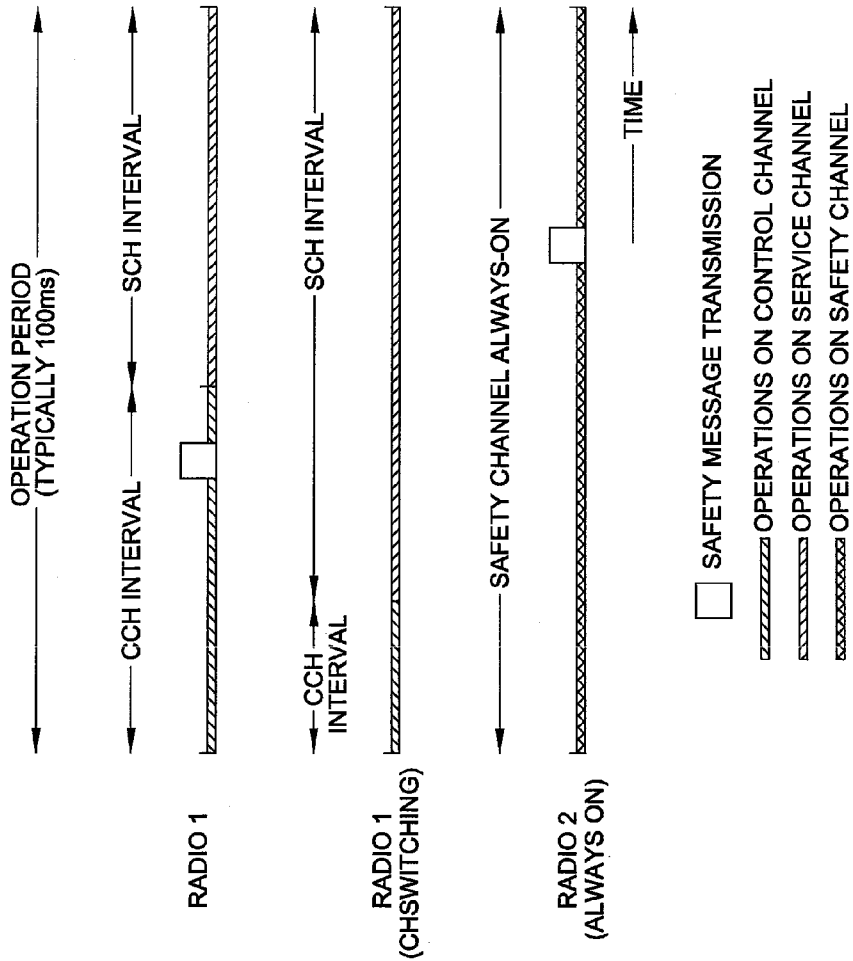 OPERATION PERIOD
(TYPICALLY 100ms)
CCH INTERVAL
SCH INTERVAL
RADIO 1
CCH
INTERVAL
SCH INTERVAL
RADIO 1
(CHSWITCHING)
SAFETY CHANNEL ALWAYS-ON
RADIO 2
(ALWAYS ON)
TIME
SAFETY MESSAGE TRANSMISSION
OPERATIONS ON CONTROL CHANNEL
OPERATIONS ON SERVICE CHANNEL
OPERATIONS ON SAFETY CHANNEL